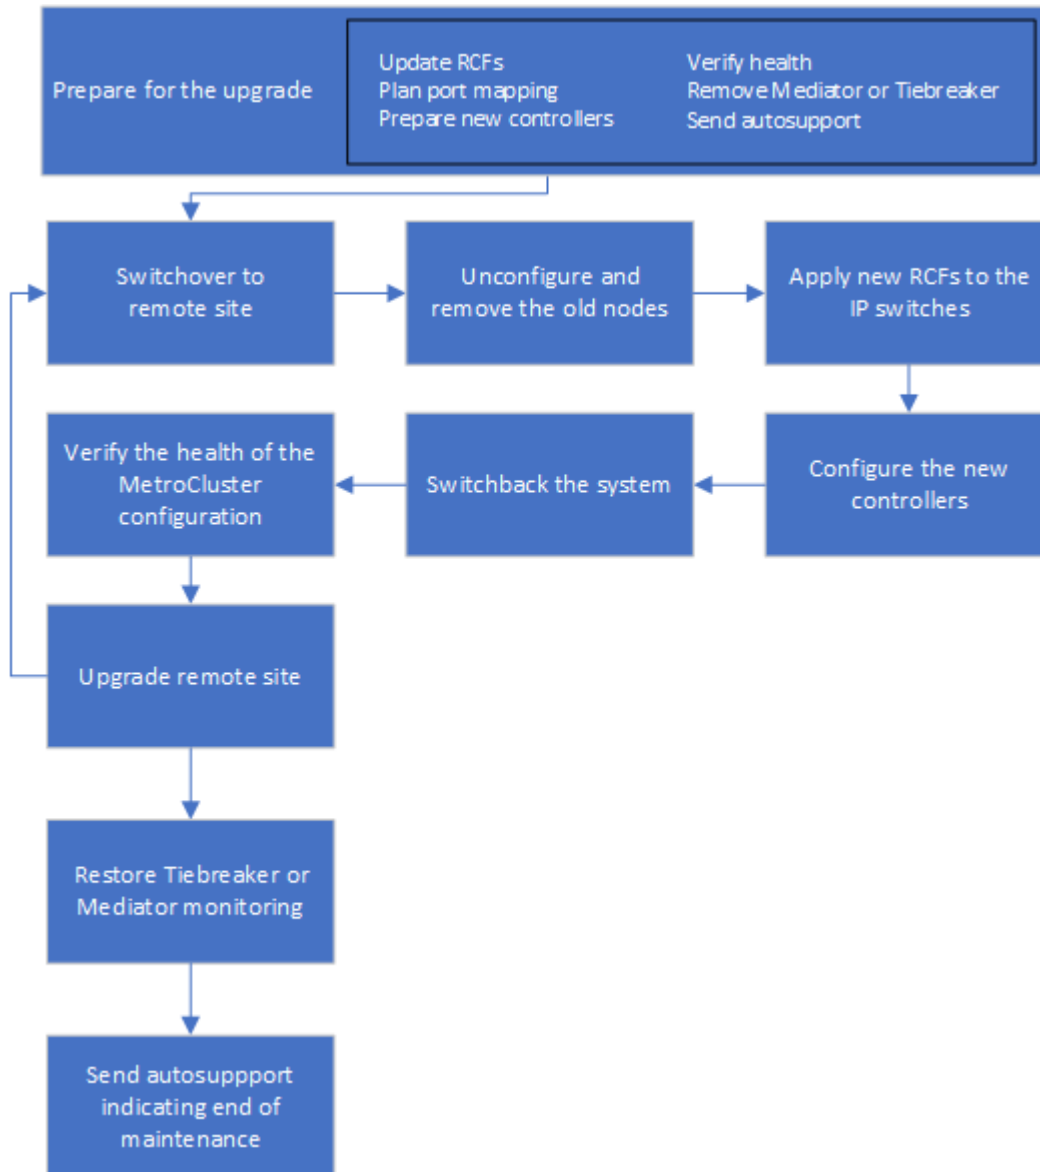 Prepare for the upgrade
Update RCFs
Plan port mapping
Prepare new controllers
Verify health
Remove Mediator or Tiebreaker
Send autosupport
Switchover to
remote site
Unconfigure and
remove the old nodes
Apply new RCFs to the
IP switches
Configure the new
controllers
Switchback the system
Verify the health of the
MetroCluster
configuration
Upgrade remote site
Restore Tiebreaker or
Mediator monitoring
Send autosuppport
indicating end of
maintenance